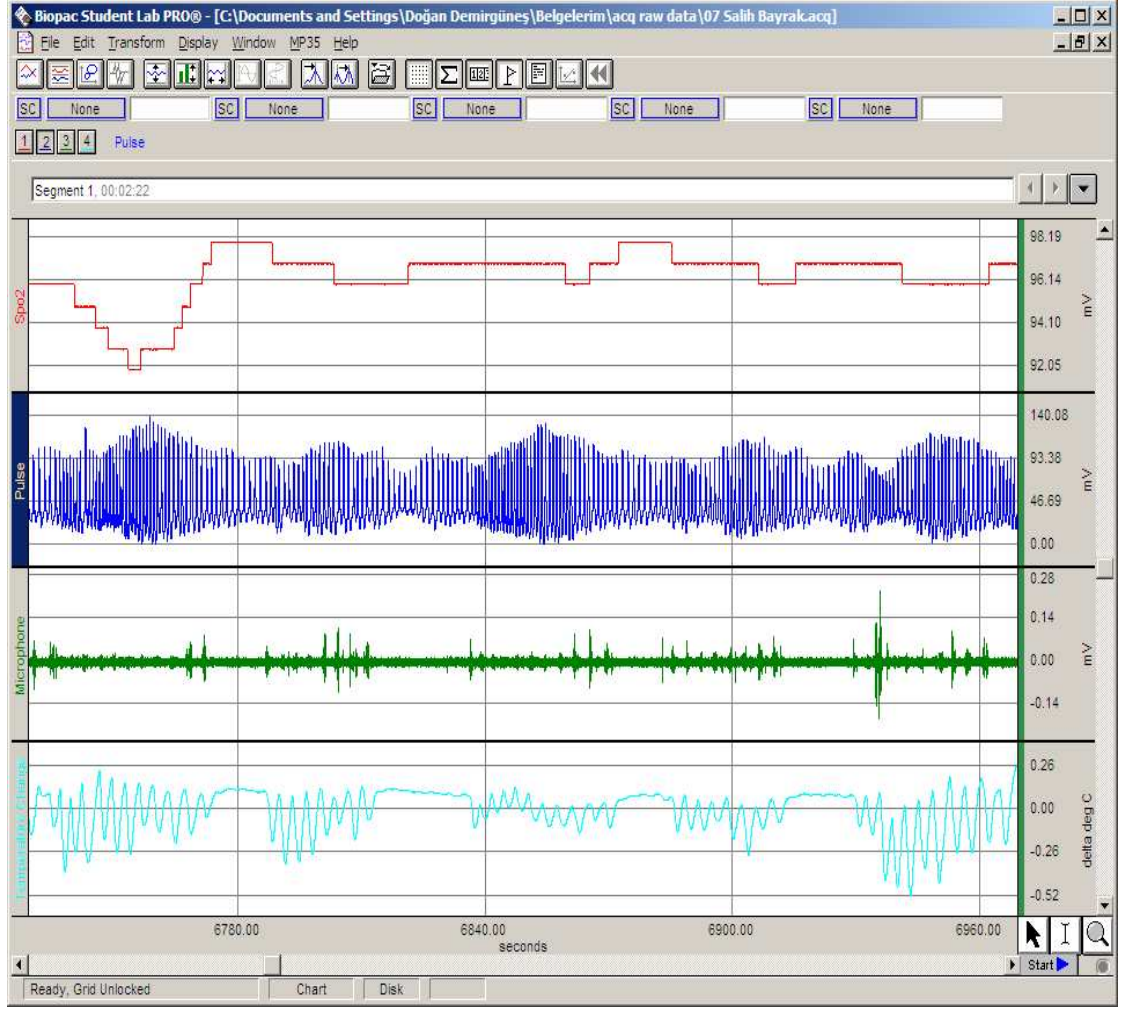 Biopac Student Lab PRO® - [C:\Documents and Settings\Doğan Demirgüneş\Belgelerim\acq raw data\07 Salih Bayrak.acq]
File Edit Transform Display Window MP35 Help
SC None SC None SC None SC None SC None
1 2 3 4 Pulse
Segment 1, 00:02:22
Spo2
98.19
96.14
94.10
92.05
mV
Pulse
140.08
93.38
46.69
0.00
mV
Microphone
0.28
0.14
0.00
-0.14
mV
0.26
0.00
-0.26
-0.52
delta deg C
6780.00 6840.00 6900.00 6960.00
seconds
Start
Ready, Grid Unlocked Chart Disk